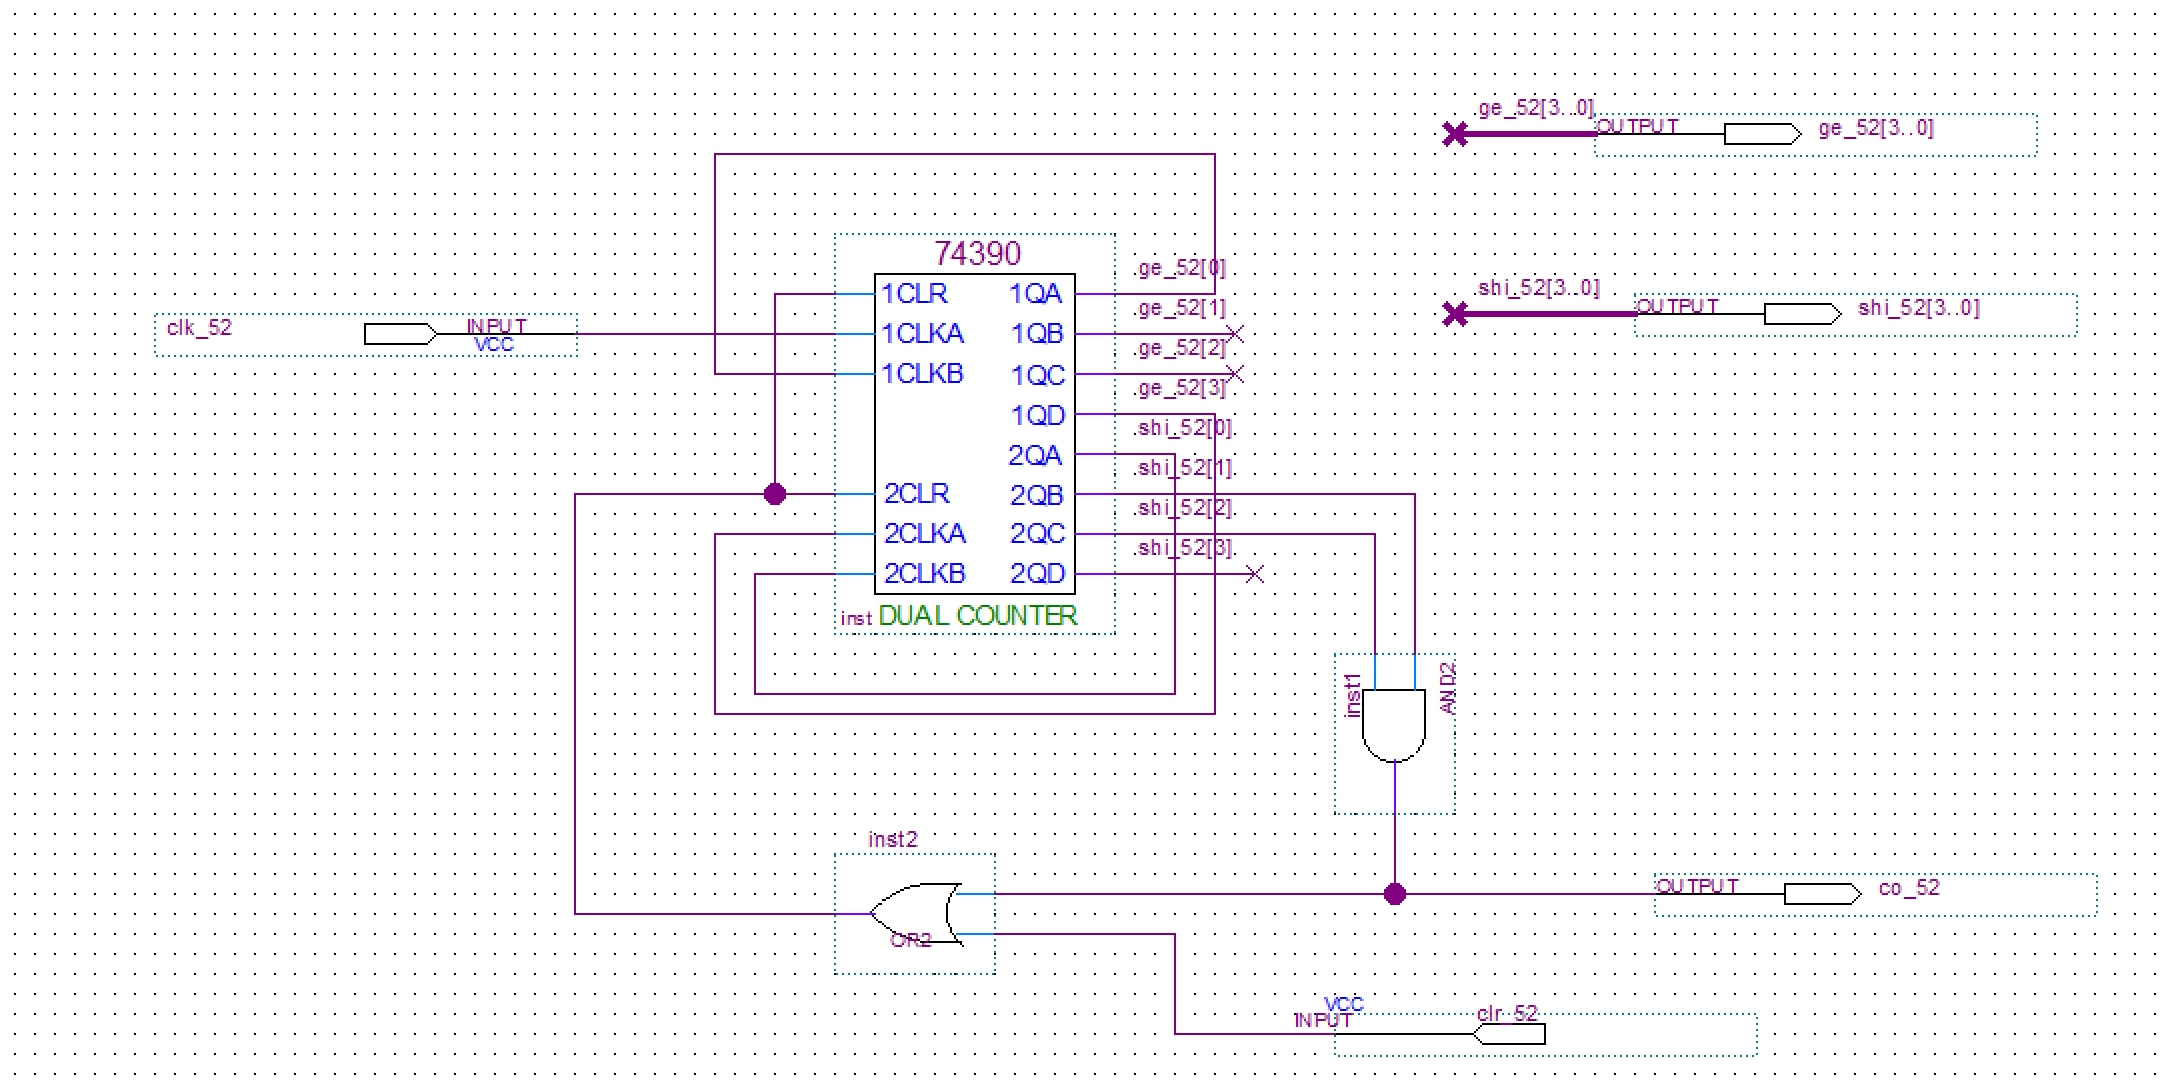 ge_52[3..0]
OUTPUT
ge_52[3..0]
74390
ge_52[0]
1CLR
1QA
shi_52[3..0]
OUTPUT
shi_52[3..0]
clk_52
INPUT
VCC
ge_52[1]
1CLKA
1QB
ge_52[2]
1CLKB
1QC
ge_52[3]
1QD
shi_52[0]
2QA
shi_52[1]
2CLR
2QB
shi_52[2]
2CLKA
2QC
shi_52[3]
2CLKB
2QD
inst
DUAL COUNTER
inst1
AND2
inst2
OR2
OUTPUT
co_52
VCC
INPUT
clr_52